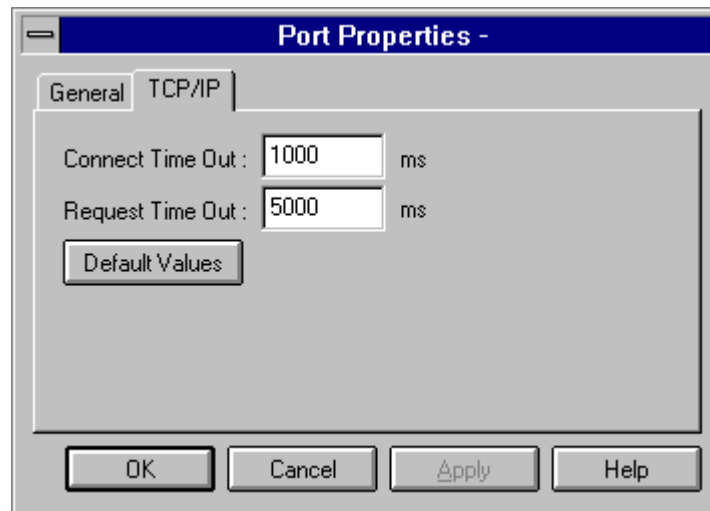 Port Properties -
General TCP/IP
Connect Time Out : 1000 ms
Request Time Out : 5000 ms
Default Values
OK Cancel Apply Help